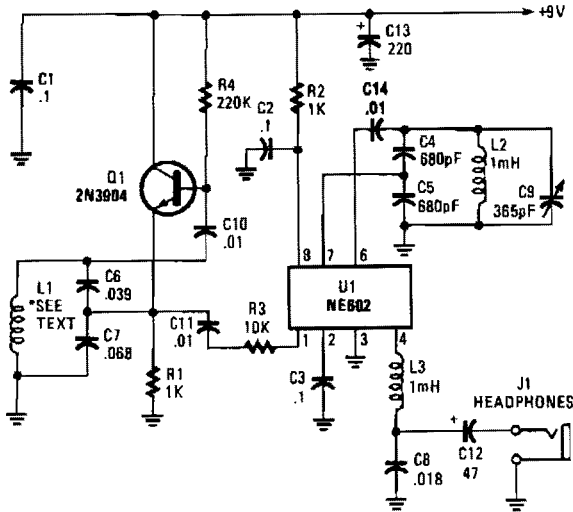 +9V
C1
.1
R4
220K
R2
1K
+
C13
220
C14
.01
C2
.1
C4
680pF
L2
1mH
C5
680pF
C9
365pF
Q1
2N3904
C10
.01
8
7
6
U1
NE602
1
2
3
4
L1
*SEE
TEXT
C6
.039
C7
.068
C11
.01
R3
10K
R1
1K
C3
.1
L3
1mH
J1
HEADPHONES
+
C12
47
C8
.018